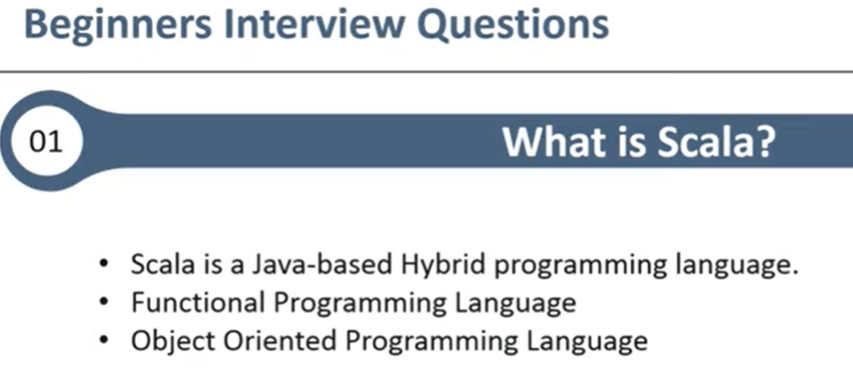 Beginners Interview Questions
01
What is Scala?
• Scala is a Java-based Hybrid programming language.
• Functional Programming Language
• Object Oriented Programming Language